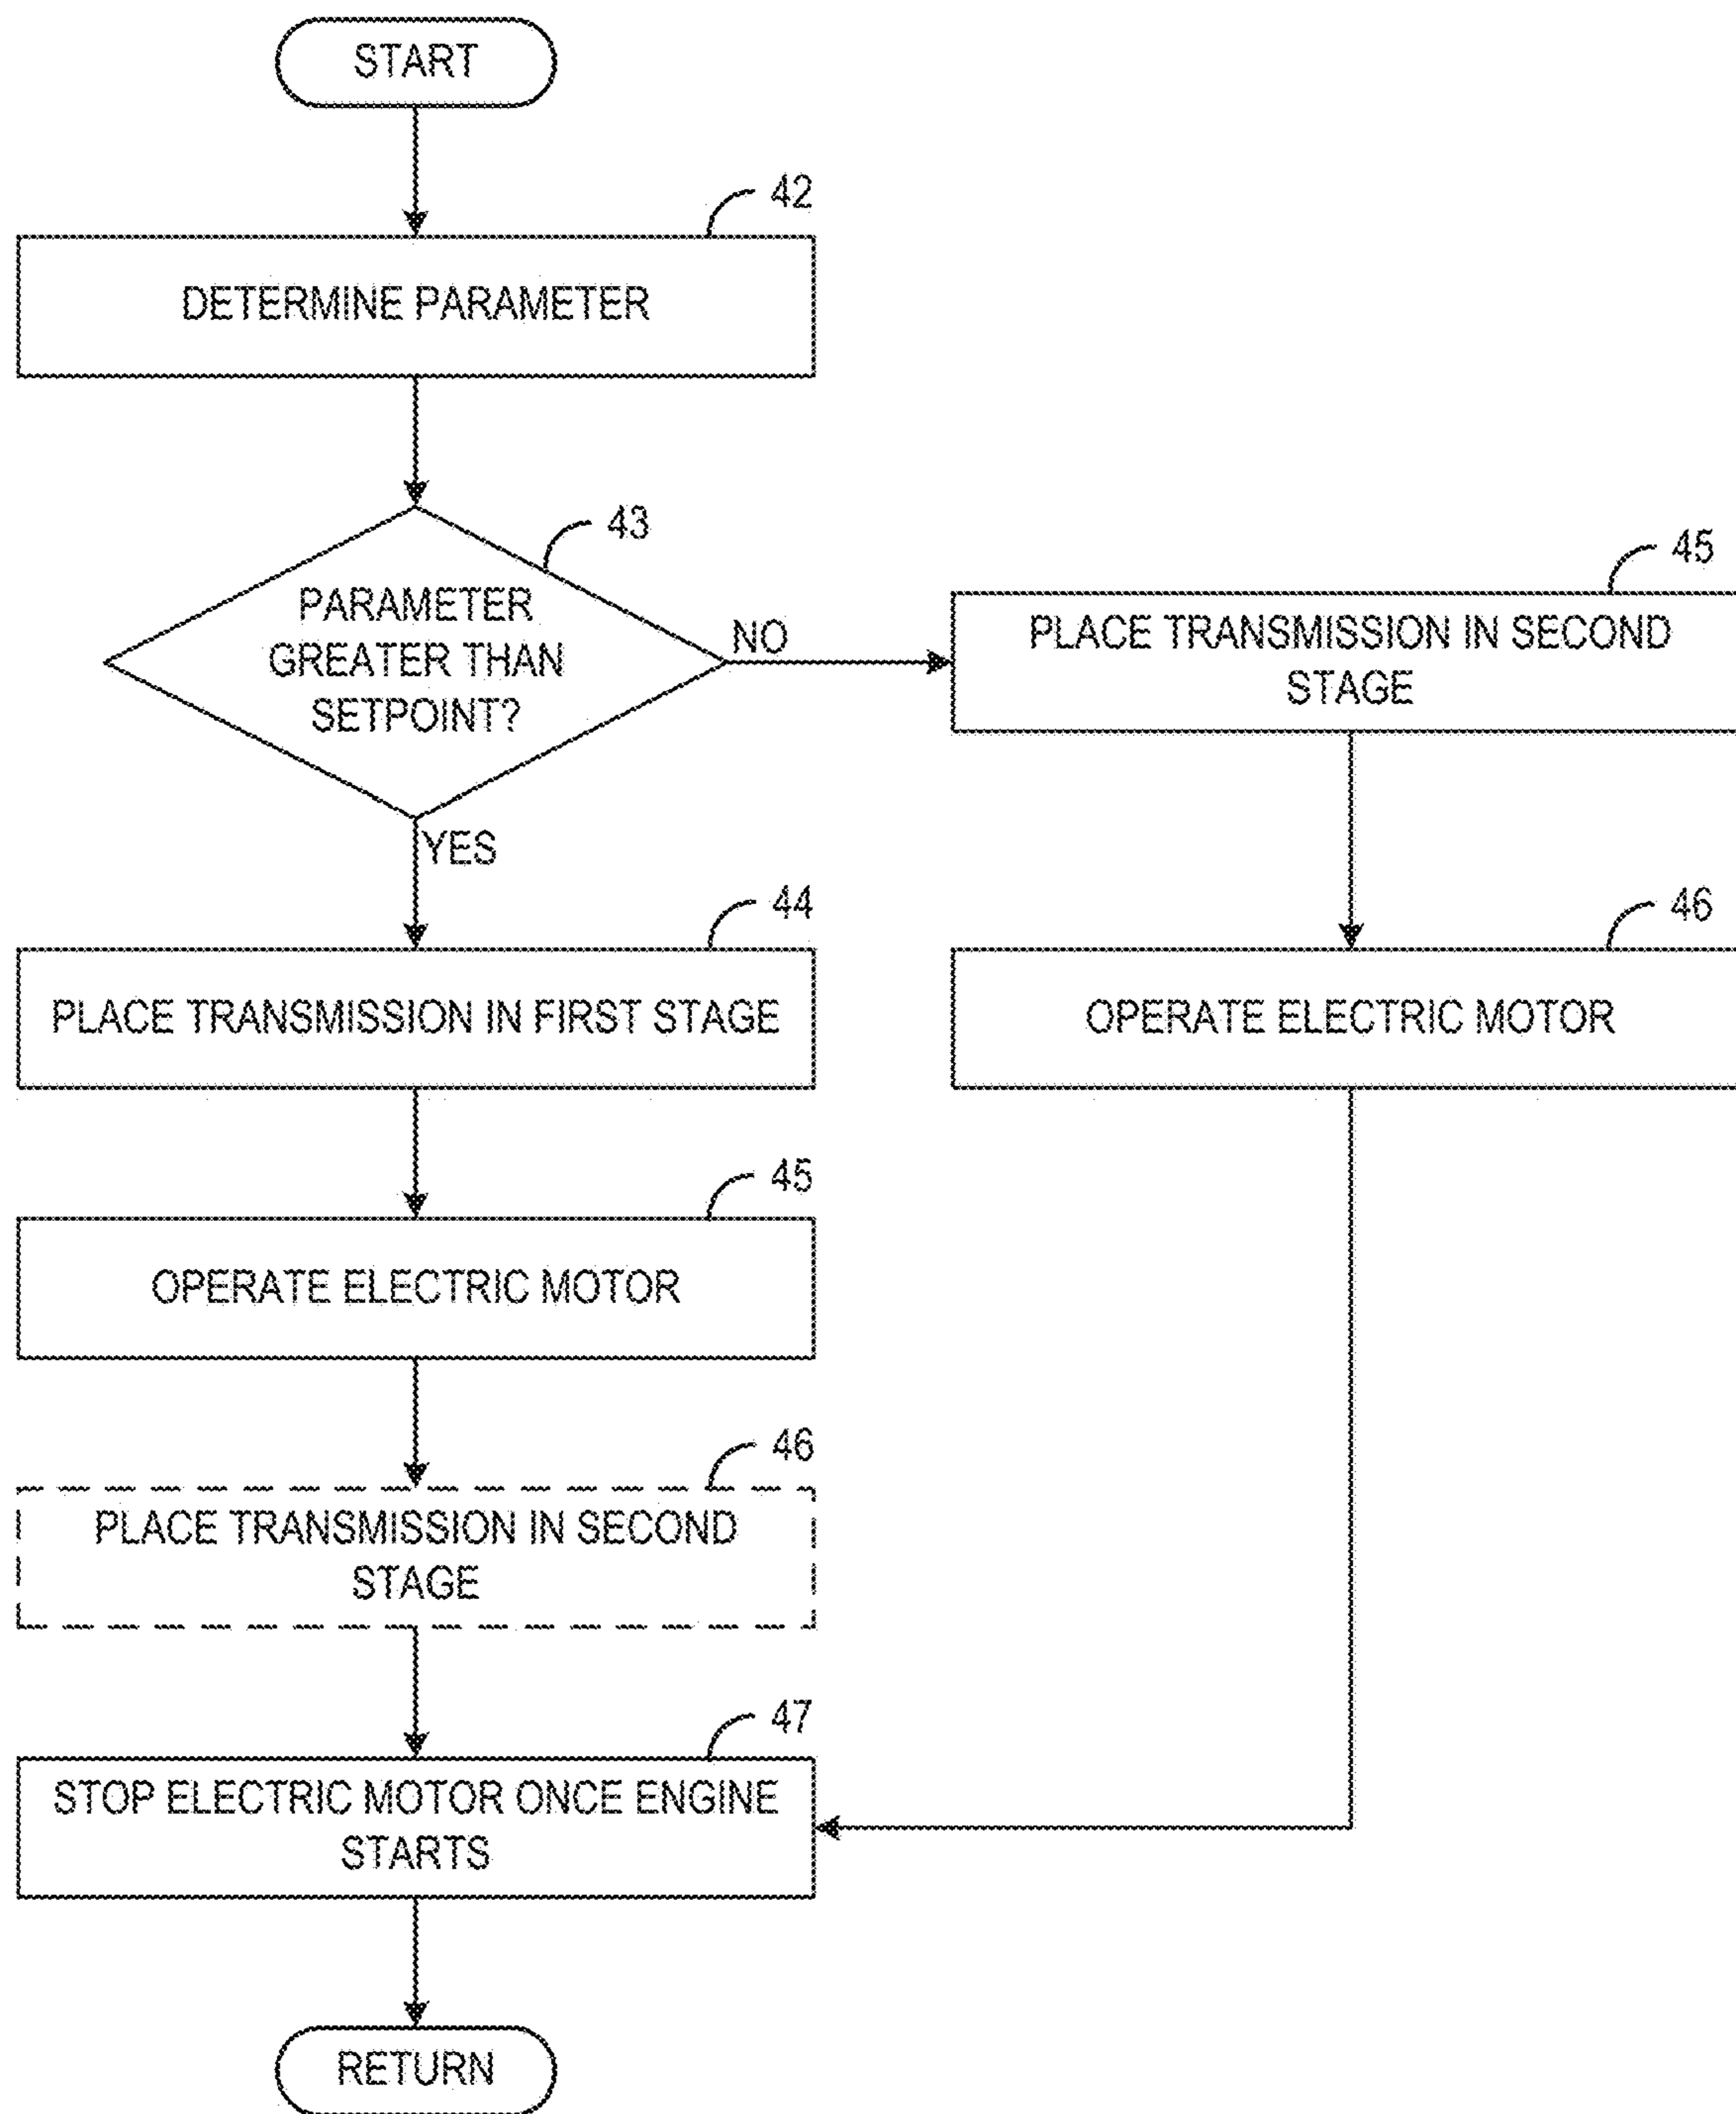 START
42
DETERMINE PARAMETER
43
PARAMETER
GREATER THAN
SETPOINT?
NO
YES
45
PLACE TRANSMISSION IN SECOND
STAGE
44
PLACE TRANSMISSION IN FIRST STAGE
46
OPERATE ELECTRIC MOTOR
45
OPERATE ELECTRIC MOTOR
46
PLACE TRANSMISSION IN SECOND
STAGE
47
STOP ELECTRIC MOTOR ONCE ENGINE
STARTS
RETURN